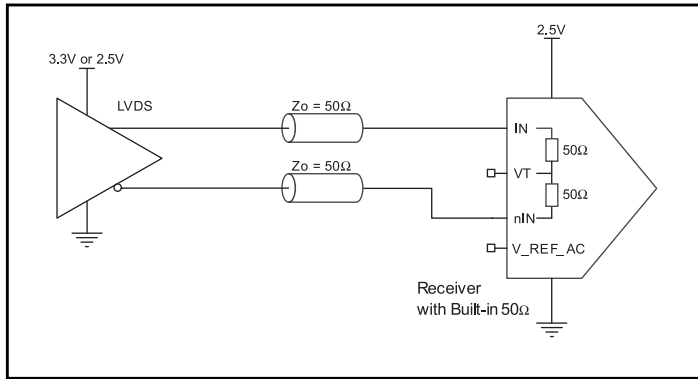 3.3V or 2.5V
2.5V
LVDS
Zo = 50Ω
IN
50Ω
VT
Zo = 50Ω
50Ω
nIN
V_REF_AC
Receiver
with Built-in 50Ω